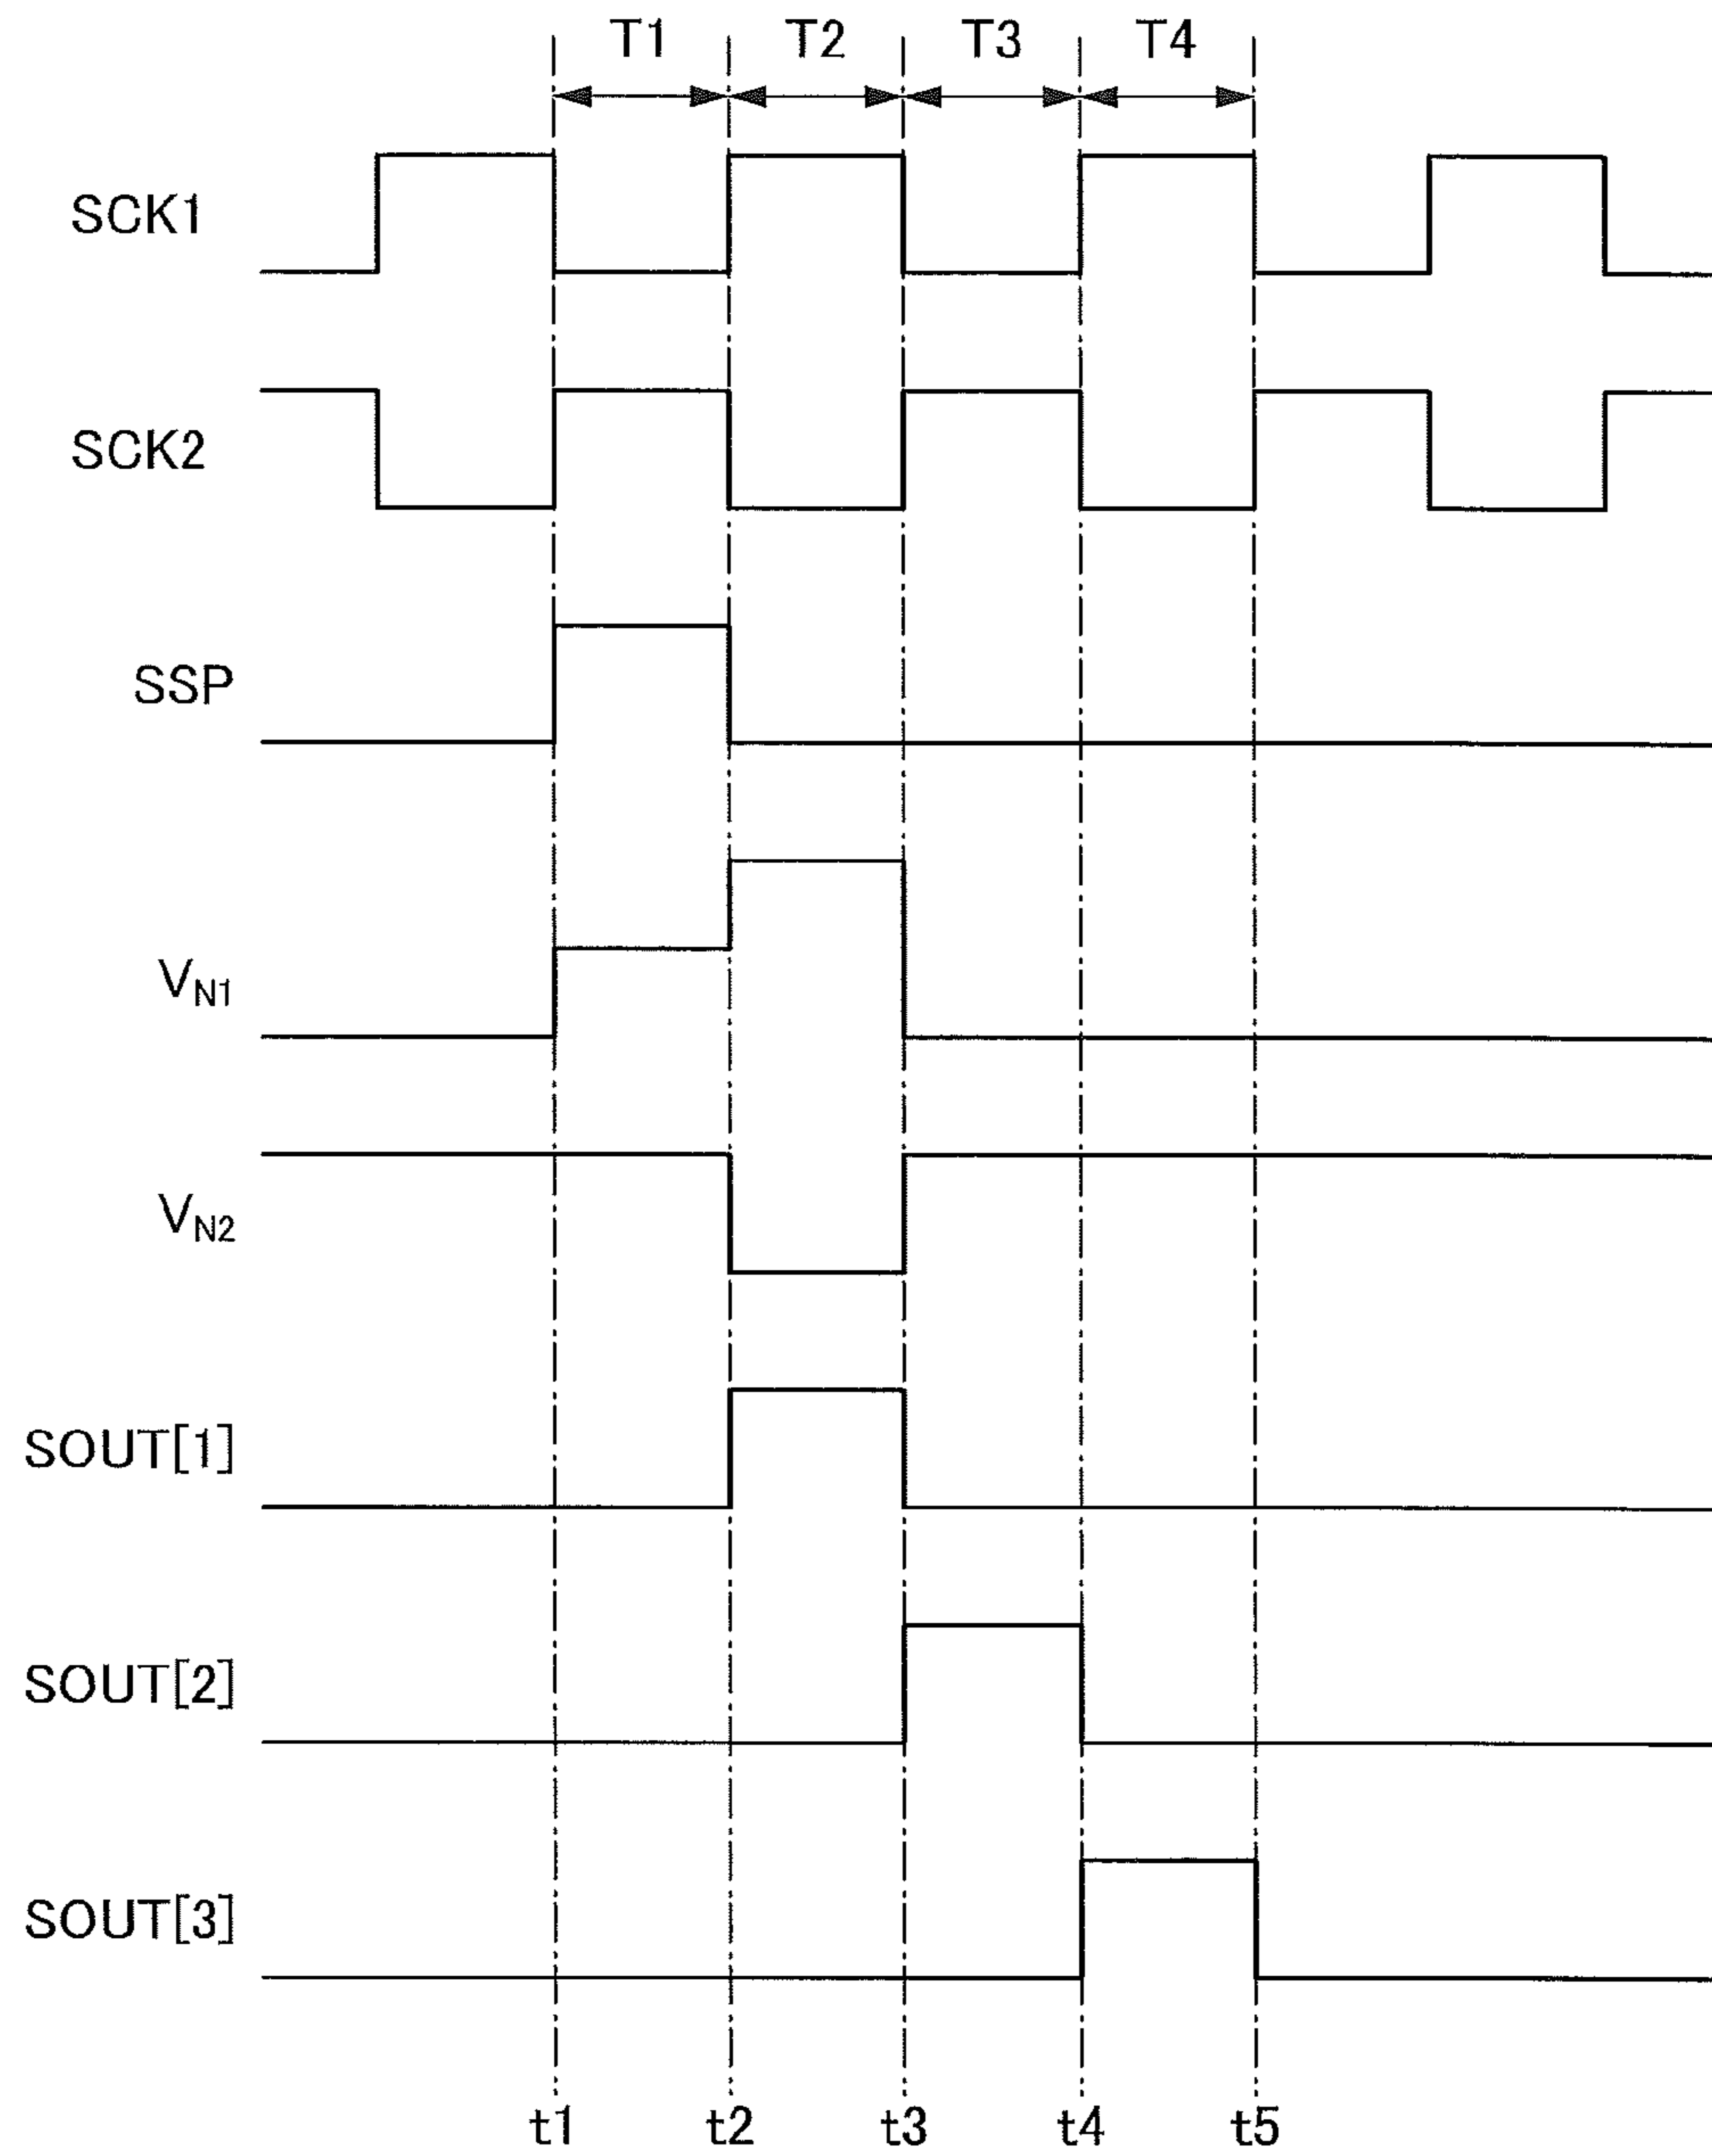 T1 T2 T3 T4
SCK1
SCK2
SSP
VN1
VN2
SOUT[1]
SOUT[2]
SOUT[3]
t1 t2 t3 t4 t5